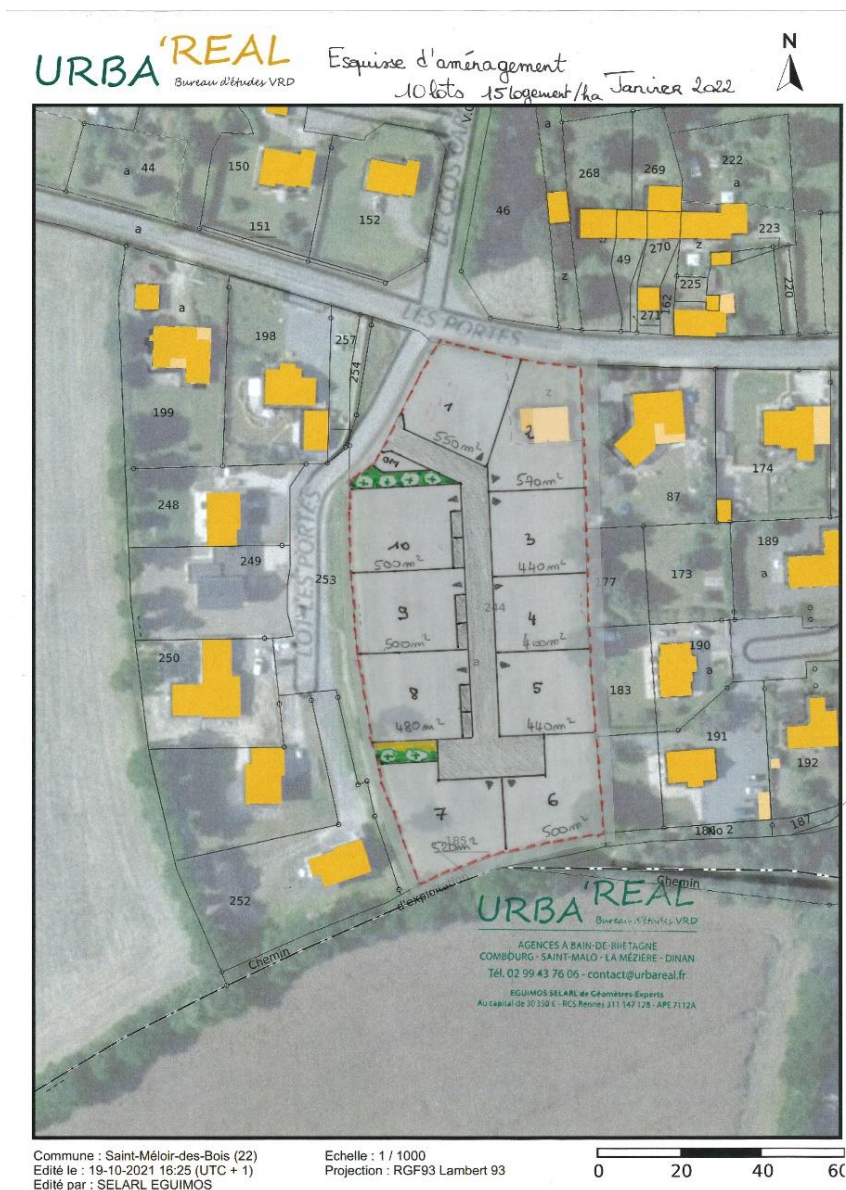 URBA'REAL
Bureau d'études VRD
Esquisse d'aménagement
10 lots 15 logement/ha Janvier 2022
N
a 44
150
151
152
LE CLOS
46
a
268
269
222
a
223
49
270
z
z
225
162
271
220
a
LES PORTES
a
198
257
254
199
248
249
250
252
253
LOT LES PORTES
1
550m²
z
2
570m²
OM
10
500m²
3
440m²
9
500m²
244
4
400m²
a
8
480m²
5
440m²
7
185
520m²
6
500m²
87
174
177
173
189
a
183
190
a
191
192
187
No 2
Chemin
d'exploitation
Chemin
URBA'REAL
Bureau d'études VRD
AGENCES À BAIN-DE-BRETAGNE
COMBOURG - SAINT-MALO - LA MÉZIÈRE - DINAN
Tél. 02 99 43 76 06 - contact@urbareal.fr
EGUIMOS SELARL de Géomètres-Experts
Au capital de 30 350 € - RCS Rennes 311 147 128 - APE 7112A
Commune : Saint-Méloir-des-Bois (22)
Edité le : 19-10-2021 16:25 (UTC + 1)
Edité par : SELARL EGUIMOS
Echelle : 1 / 1000
Projection : RGF93 Lambert 93
0 20 40 60